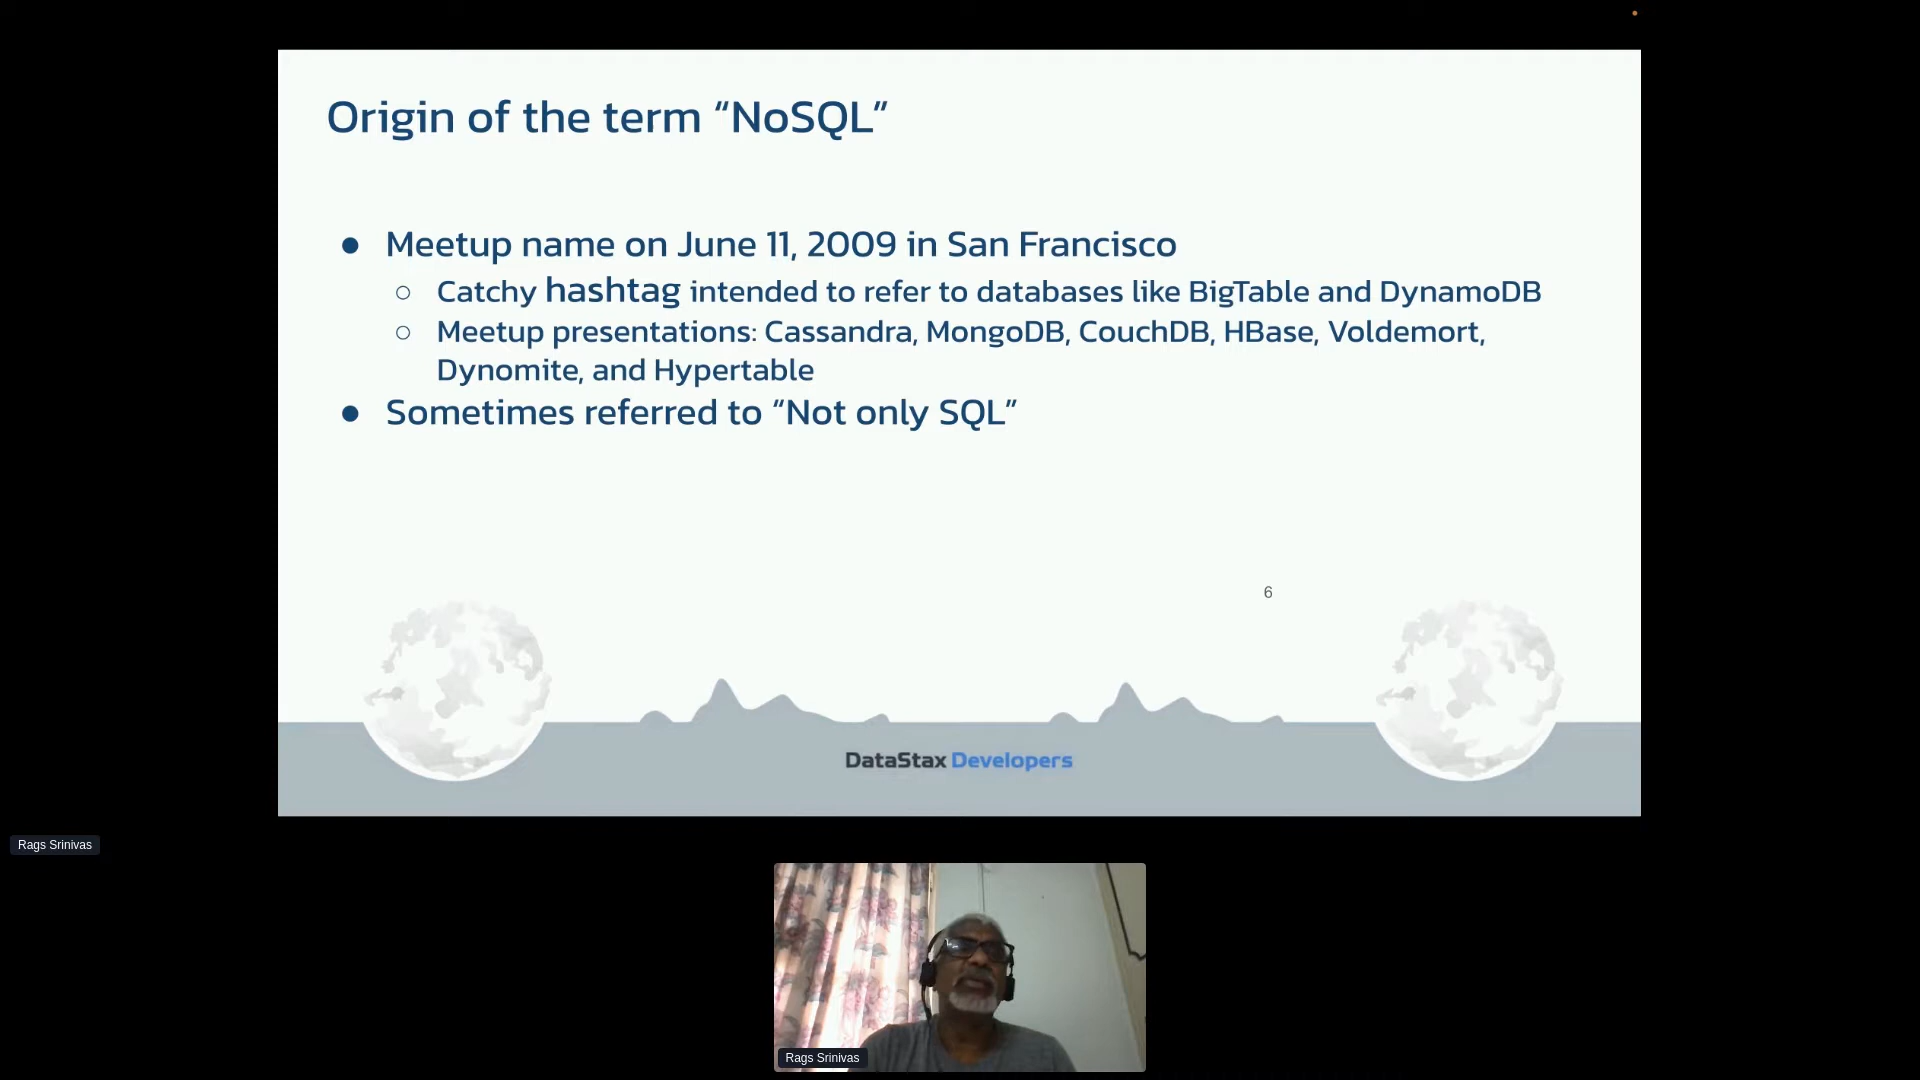 Origin of the term “NoSQL”
● Meetup name on June 11, 2009 in San Francisco
○ Catchy hashtag intended to refer to databases like BigTable and DynamoDB
○ Meetup presentations: Cassandra, MongoDB, CouchDB, HBase, Voldemort,
Dynomite, and Hypertable
● Sometimes referred to “Not only SQL”
6
DataStax Developers
Rags Srinivas
Rags Srinivas